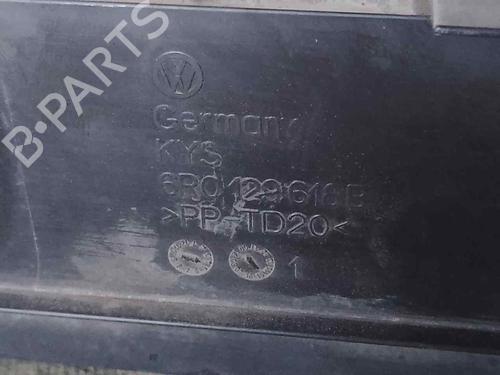 B-PARTS
Germany
KYS
6R0 129 618 B
>PP-TD20<
1